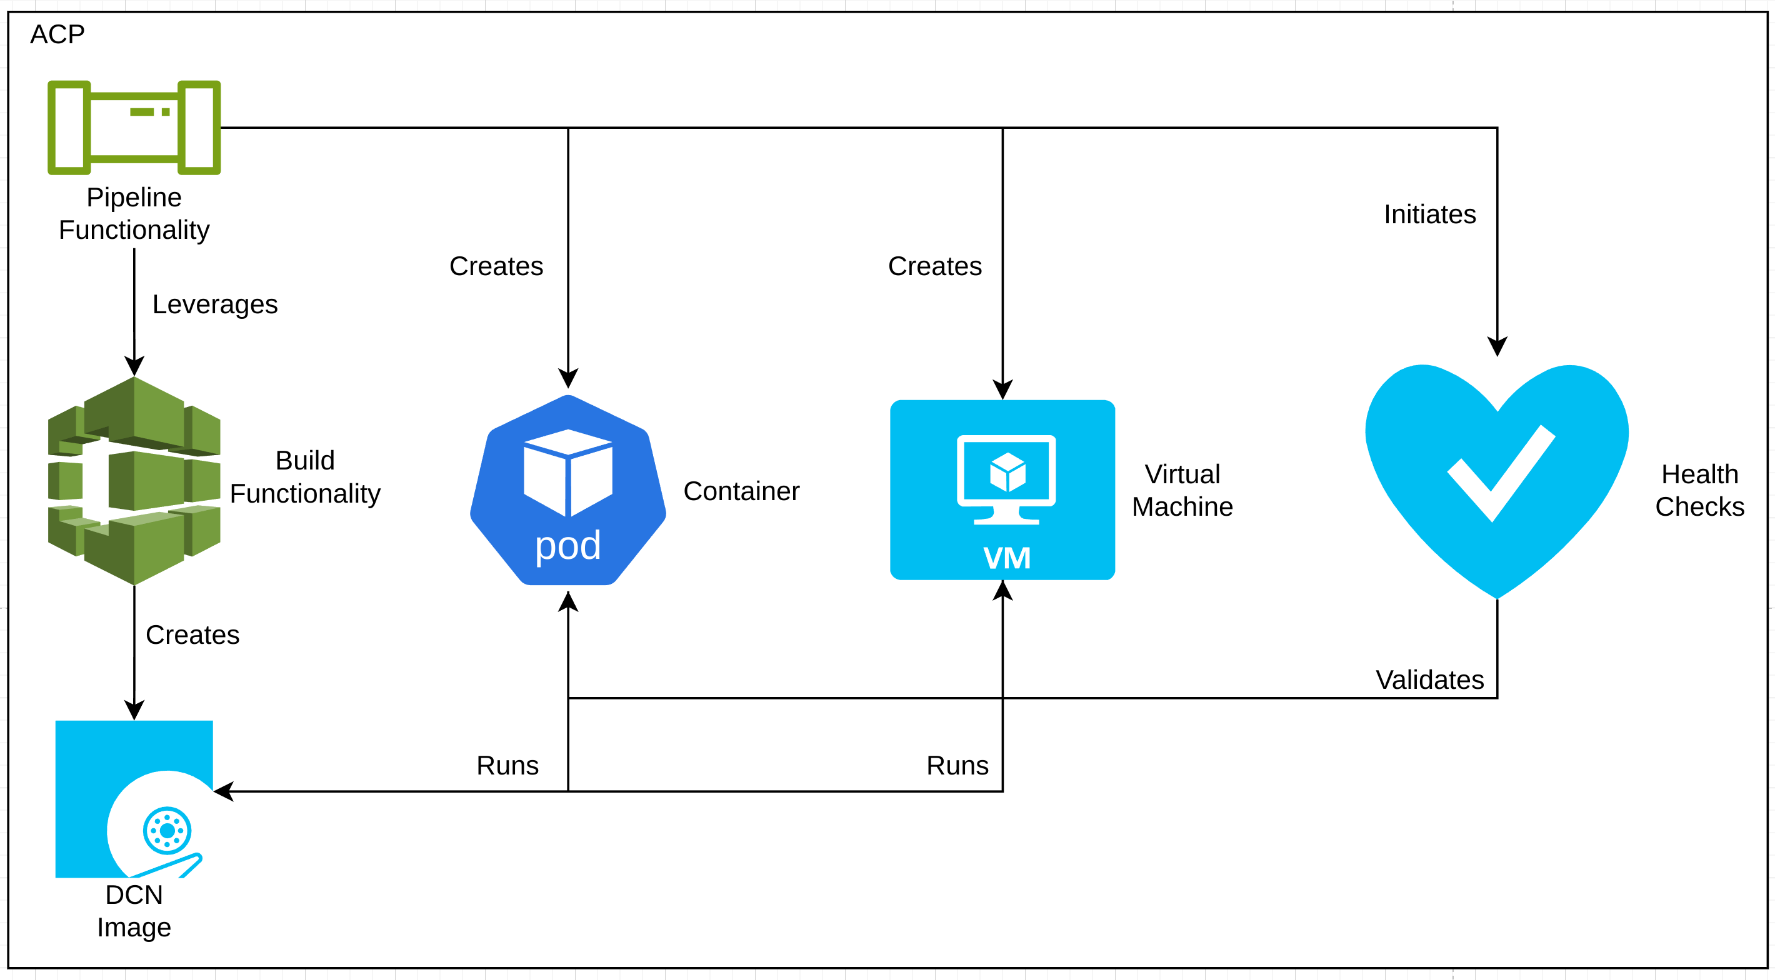 ACP
Pipeline
Functionality
Initiates
Creates
Creates
Leverages
Build
Functionality
pod
Container
VM
Virtual
Machine
Health
Checks
Creates
Validates
Runs
Runs
DCN
Image